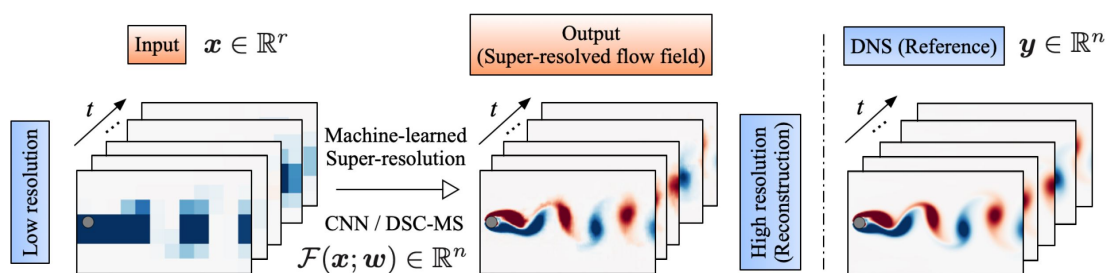 Input
𝒙 ∈ ℝ^r
Output
(Super-resolved flow field)
DNS (Reference)
𝒚 ∈ ℝ^n
Low resolution
t
...
Machine-learned
Super-resolution
CNN / DSC-MS
𝓕(𝒙; 𝒘) ∈ ℝ^n
t
...
High resolution
(Reconstruction)
t
...